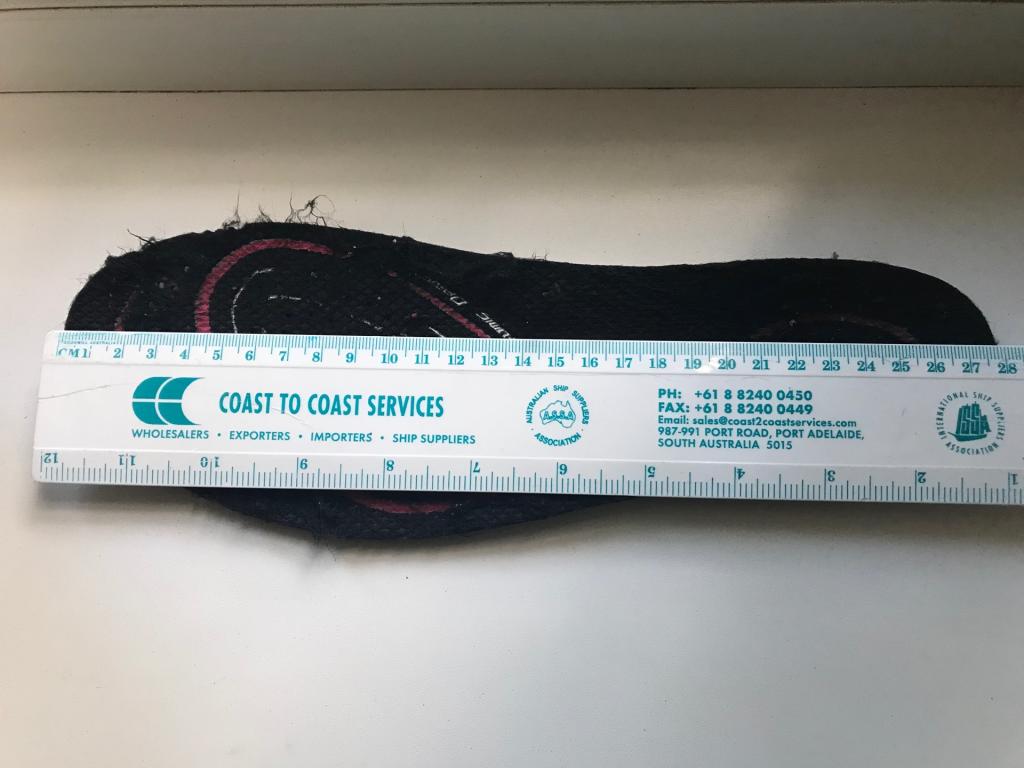 CM 1 2 3 4 5 6 7 8 9 10 11 12 13 14 15 16 17 18 19 20 21 22 23 24 25 26 27 28
COAST TO COAST SERVICES
WHOLESALERS • EXPORTERS • IMPORTERS • SHIP SUPPLIERS
AUSTRALIAN SHIP SUPPLIERS
A.S.S.A
ASSOCIATION
PH: +61 8 8240 0450
FAX: +61 8 8240 0449
Email: sales@coast2coastservices.com
987-991 PORT ROAD, PORT ADELAIDE,
SOUTH AUSTRALIA 5015
INTERNATIONAL SHIP SUPPLIERS
ISSA
ASSOCIATION
12 11 10 9 8 7 6 5 4 3 2 1